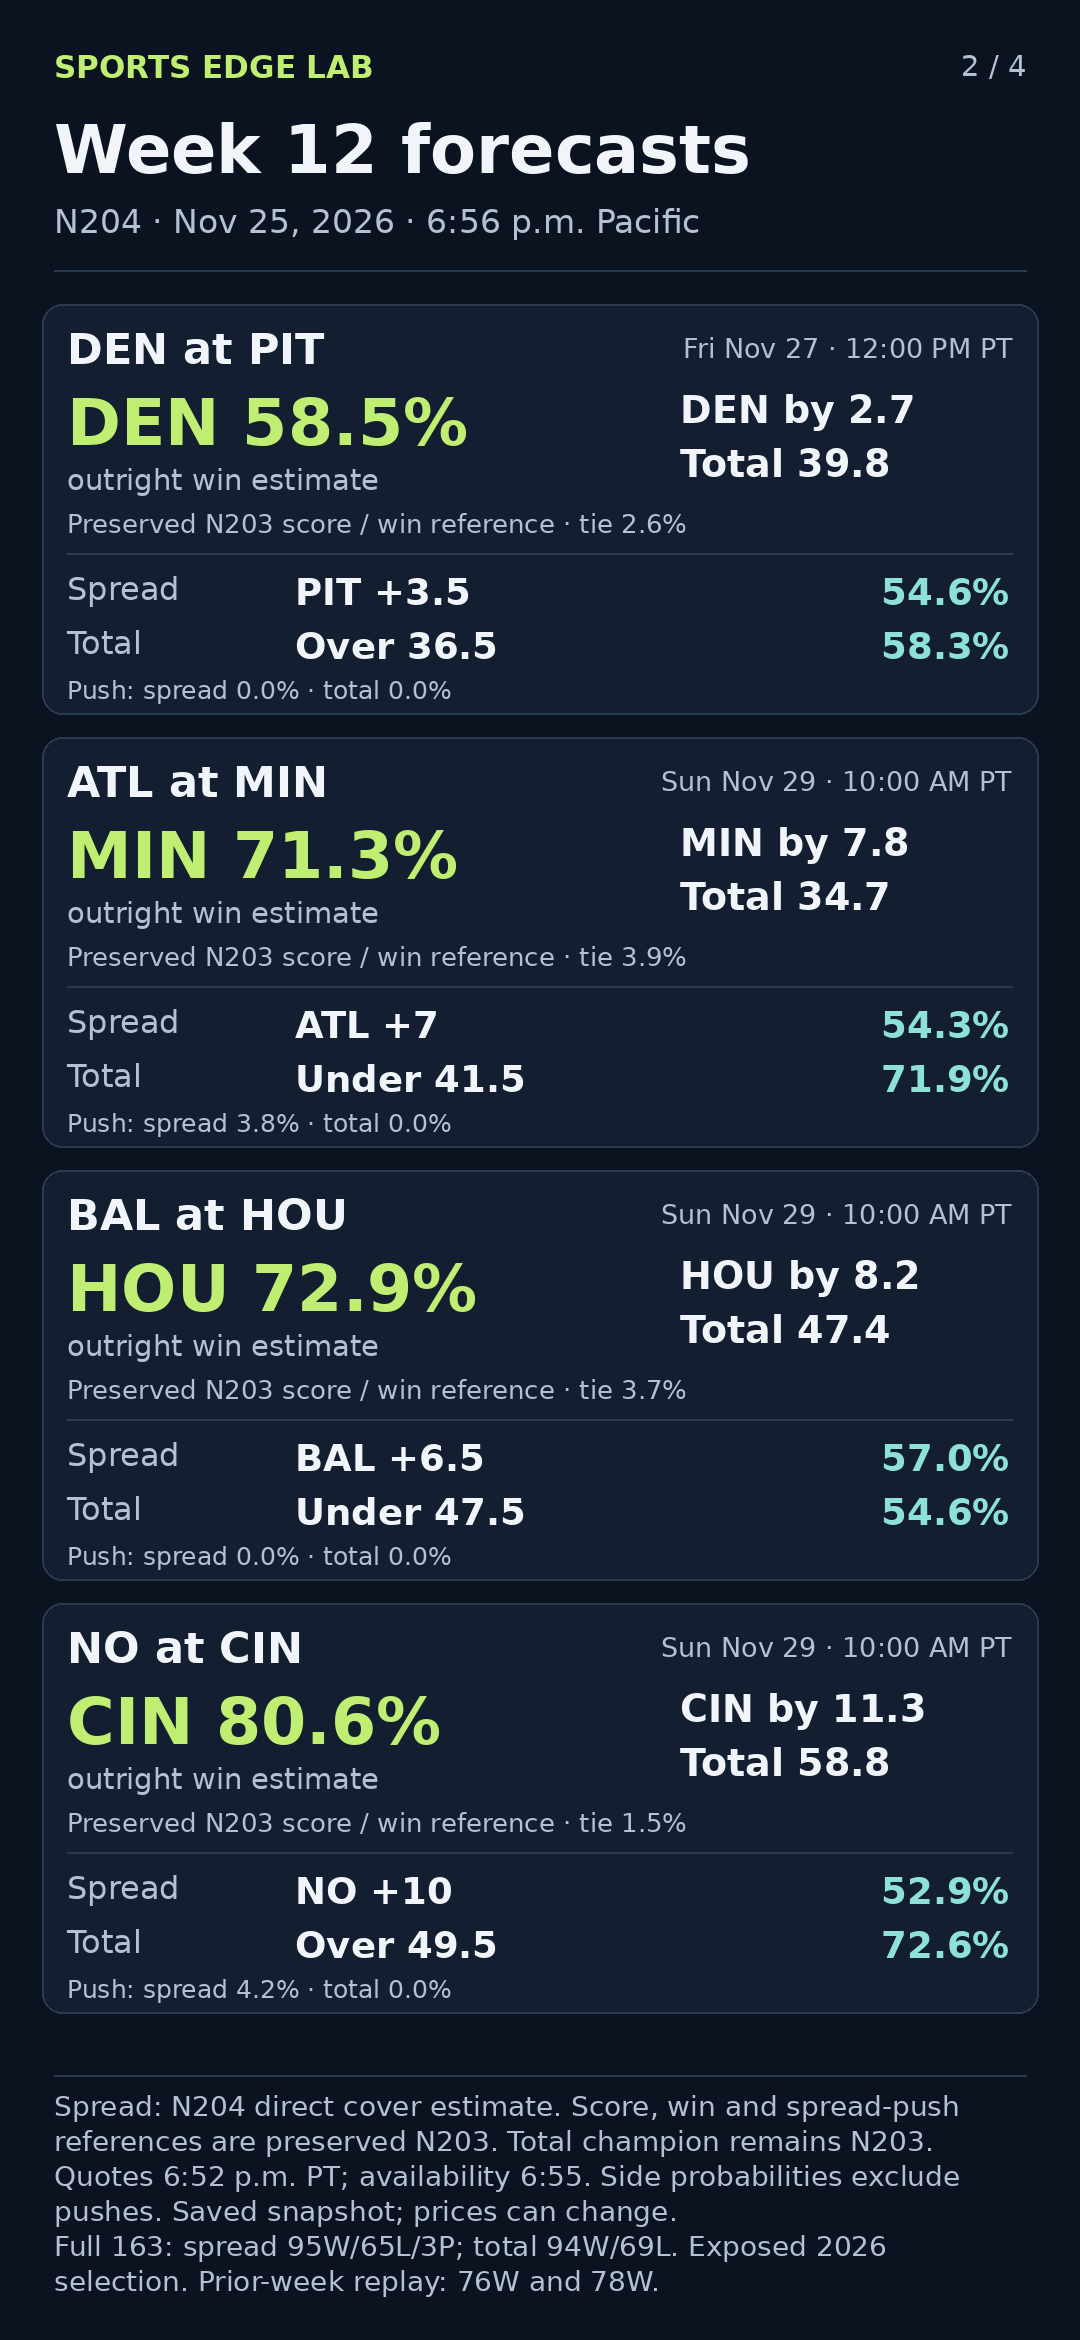 SPORTS EDGE LAB
2 / 4
Week 12 forecasts
N204 · Nov 25, 2026 · 6:56 p.m. Pacific
DEN at PIT
Fri Nov 27 · 12:00 PM PT
DEN 58.5%
DEN by 2.7
Total 39.8
outright win estimate
Preserved N203 score / win reference · tie 2.6%
Spread PIT +3.5 54.6%
Total Over 36.5 58.3%
Push: spread 0.0% · total 0.0%
ATL at MIN
Sun Nov 29 · 10:00 AM PT
MIN 71.3%
MIN by 7.8
Total 34.7
outright win estimate
Preserved N203 score / win reference · tie 3.9%
Spread ATL +7 54.3%
Total Under 41.5 71.9%
Push: spread 3.8% · total 0.0%
BAL at HOU
Sun Nov 29 · 10:00 AM PT
HOU 72.9%
HOU by 8.2
Total 47.4
outright win estimate
Preserved N203 score / win reference · tie 3.7%
Spread BAL +6.5 57.0%
Total Under 47.5 54.6%
Push: spread 0.0% · total 0.0%
NO at CIN
Sun Nov 29 · 10:00 AM PT
CIN 80.6%
CIN by 11.3
Total 58.8
outright win estimate
Preserved N203 score / win reference · tie 1.5%
Spread NO +10 52.9%
Total Over 49.5 72.6%
Push: spread 4.2% · total 0.0%
Spread: N204 direct cover estimate. Score, win and spread-push
references are preserved N203. Total champion remains N203.
Quotes 6:52 p.m. PT; availability 6:55. Side probabilities exclude
pushes. Saved snapshot; prices can change.
Full 163: spread 95W/65L/3P; total 94W/69L. Exposed 2026
selection. Prior-week replay: 76W and 78W.